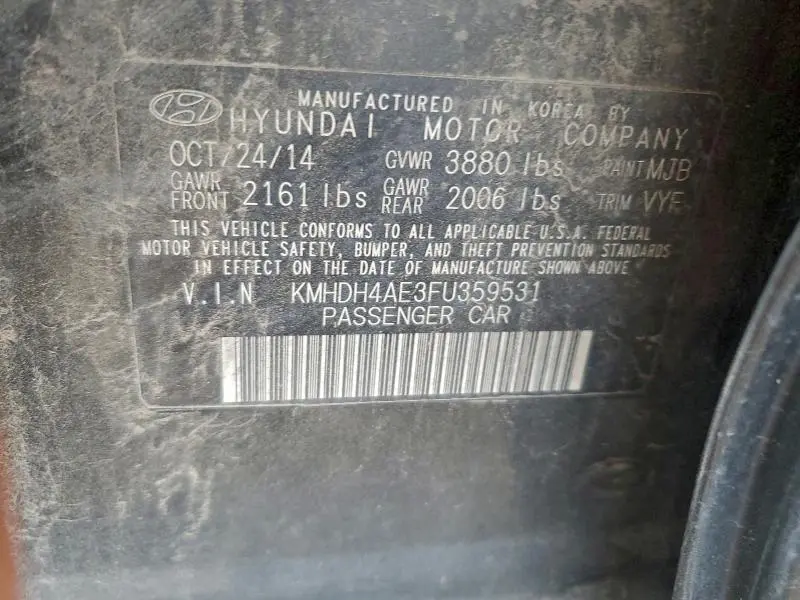 MANUFACTURED IN KOREA BY
HYUNDAI MOTOR COMPANY
OCT/24/14 GVWR 3880 lbs PAINT MJB
GAWR FRONT 2161 lbs GAWR REAR 2006 lbs TRIM VYF
THIS VEHICLE CONFORMS TO ALL APPLICABLE U.S.A. FEDERAL
MOTOR VEHICLE SAFETY, BUMPER, AND THEFT PREVENTION STANDARDS
IN EFFECT ON THE DATE OF MANUFACTURE SHOWN ABOVE
V.I.N KMHDH4AE3FU359531
PASSENGER CAR